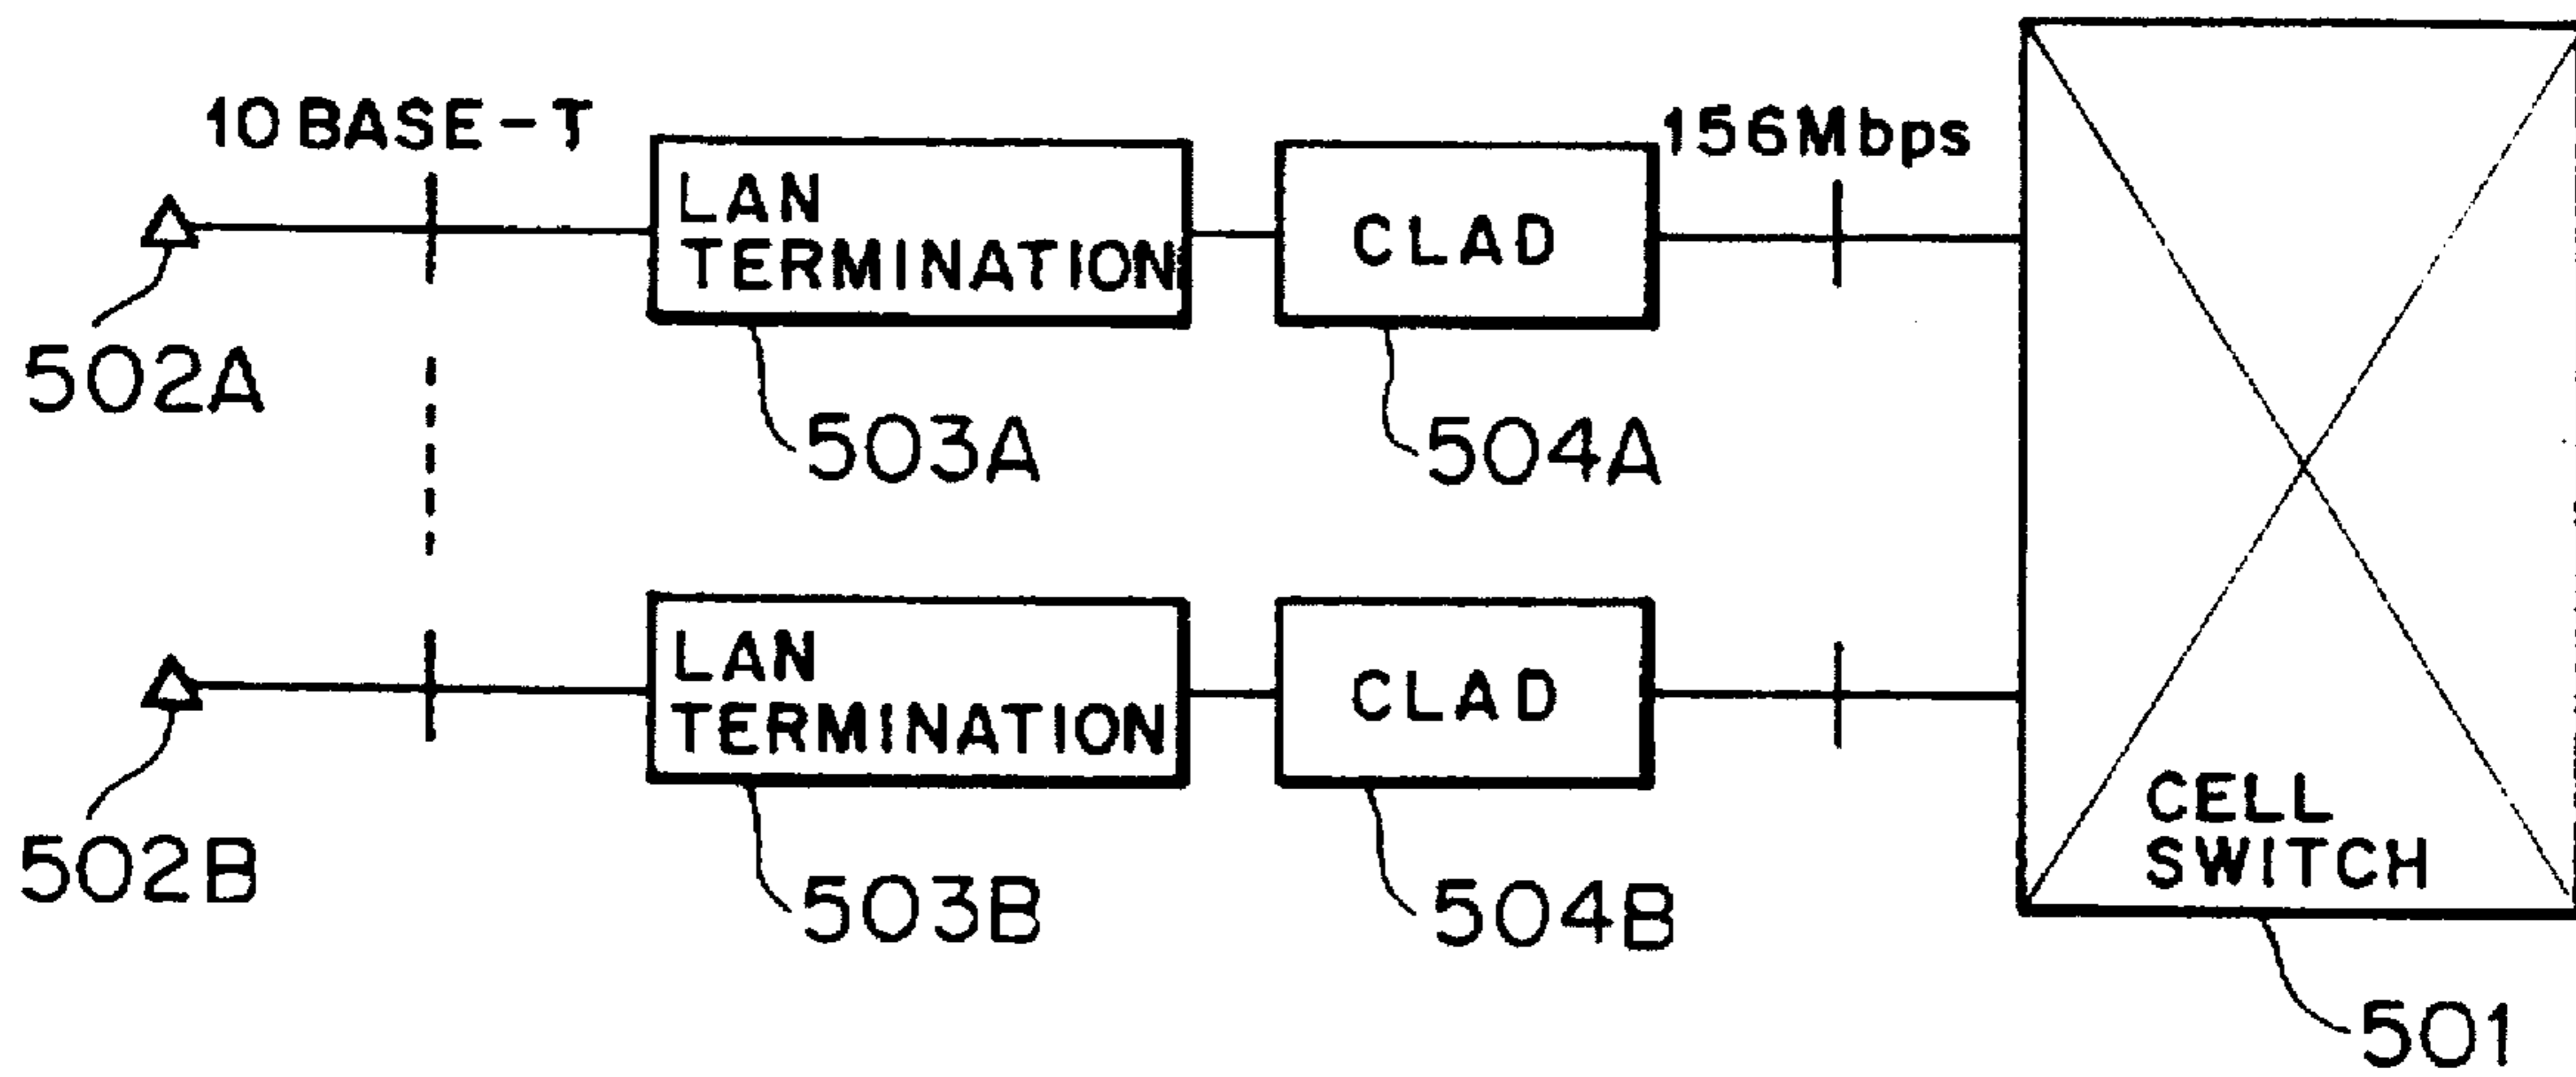 10 BASE-T
156Mbps
LAN
TERMINATION
CLAD
502A
503A
504A
LAN
TERMINATION
CLAD
CELL
SWITCH
502B
503B
504B
501